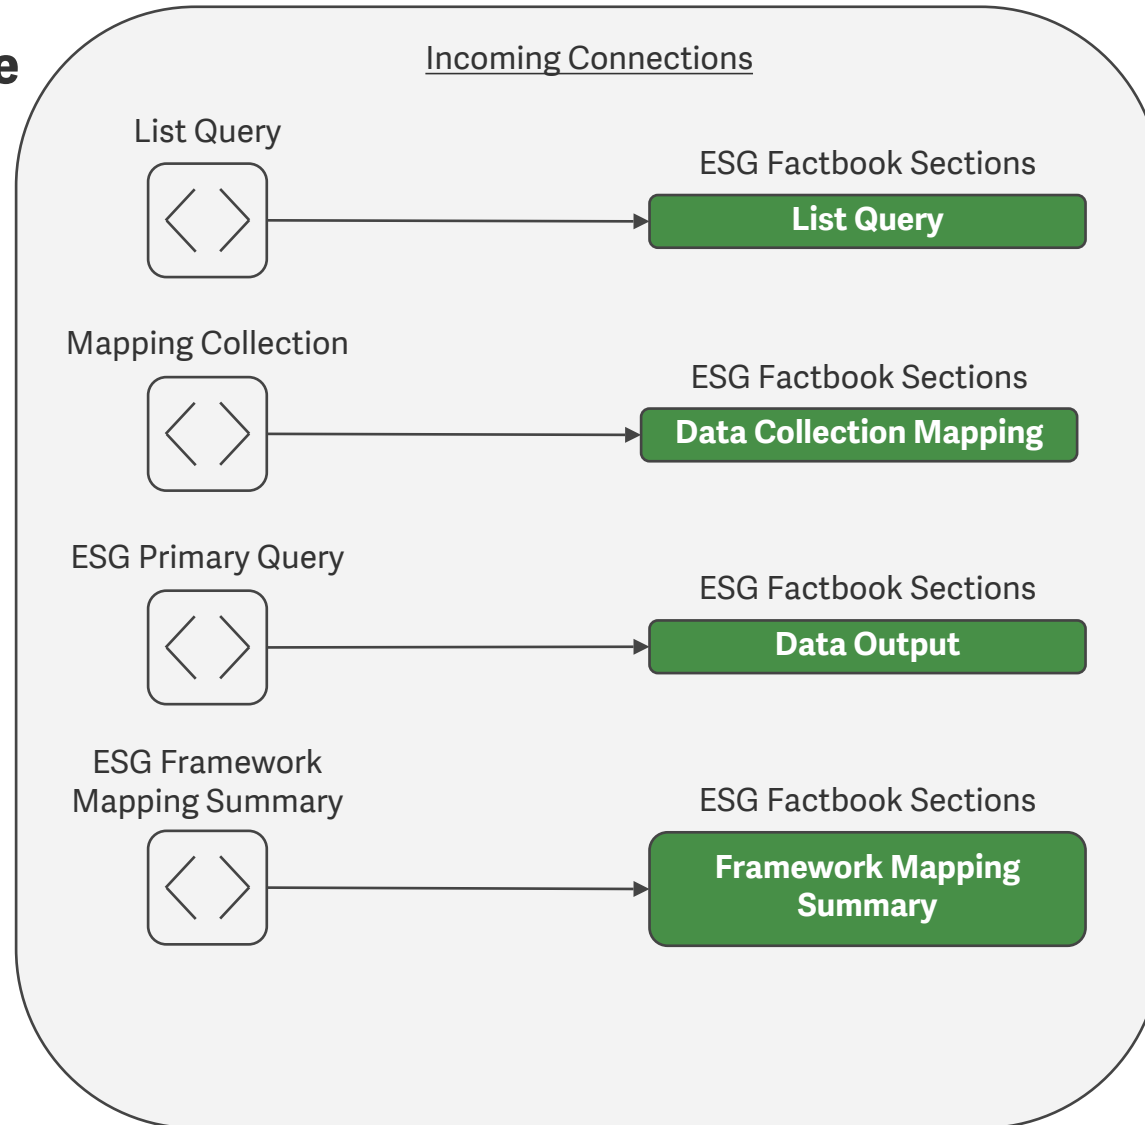 e
Incoming Connections
List Query
ESG Factbook Sections
List Query
Mapping Collection
ESG Factbook Sections
Data Collection Mapping
ESG Primary Query
ESG Factbook Sections
Data Output
ESG Framework
Mapping Summary
ESG Factbook Sections
Framework Mapping
Summary